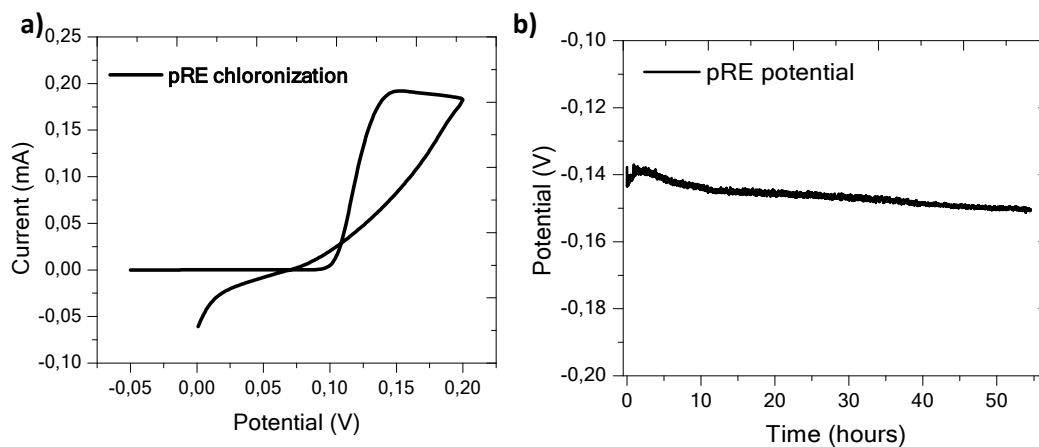 a)
0,25
0,20
0,15
0,10
0,05
0,00
-0,05
-0,10
Current (mA)
pRE chloronization
-0,05 0,00 0,05 0,10 0,15 0,20
Potential (V)
b)
-0,10
-0,12
-0,14
-0,16
-0,18
-0,20
Potential (V)
pRE potential
0 10 20 30 40 50
Time (hours)